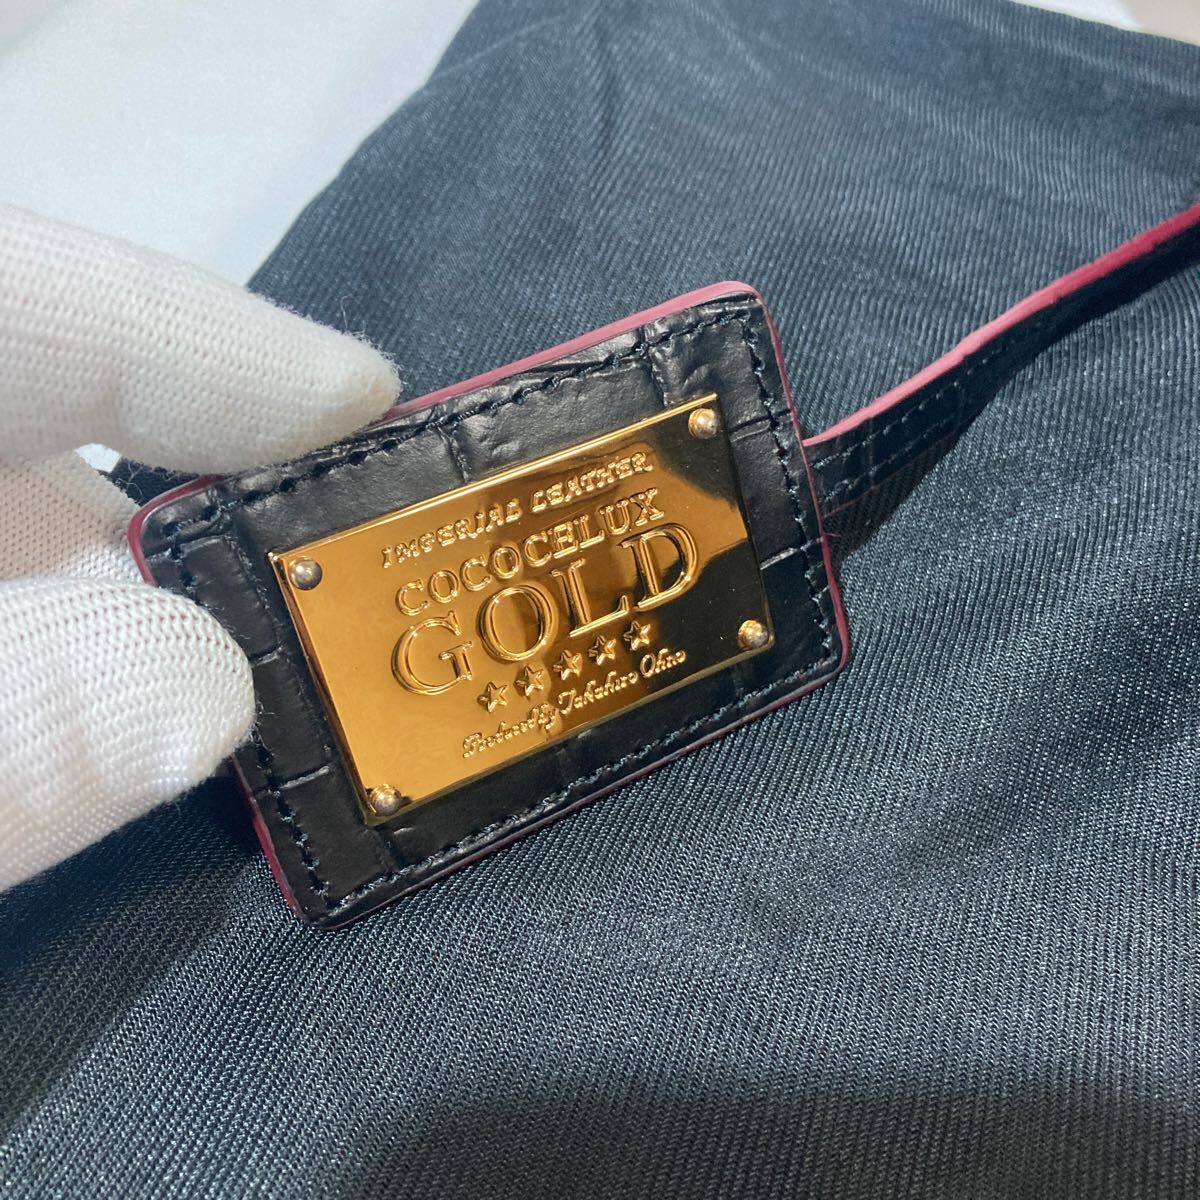 IMPERIAL LEATHER
COCOCELUX
GOLD
Produced by Takahiro Ohno